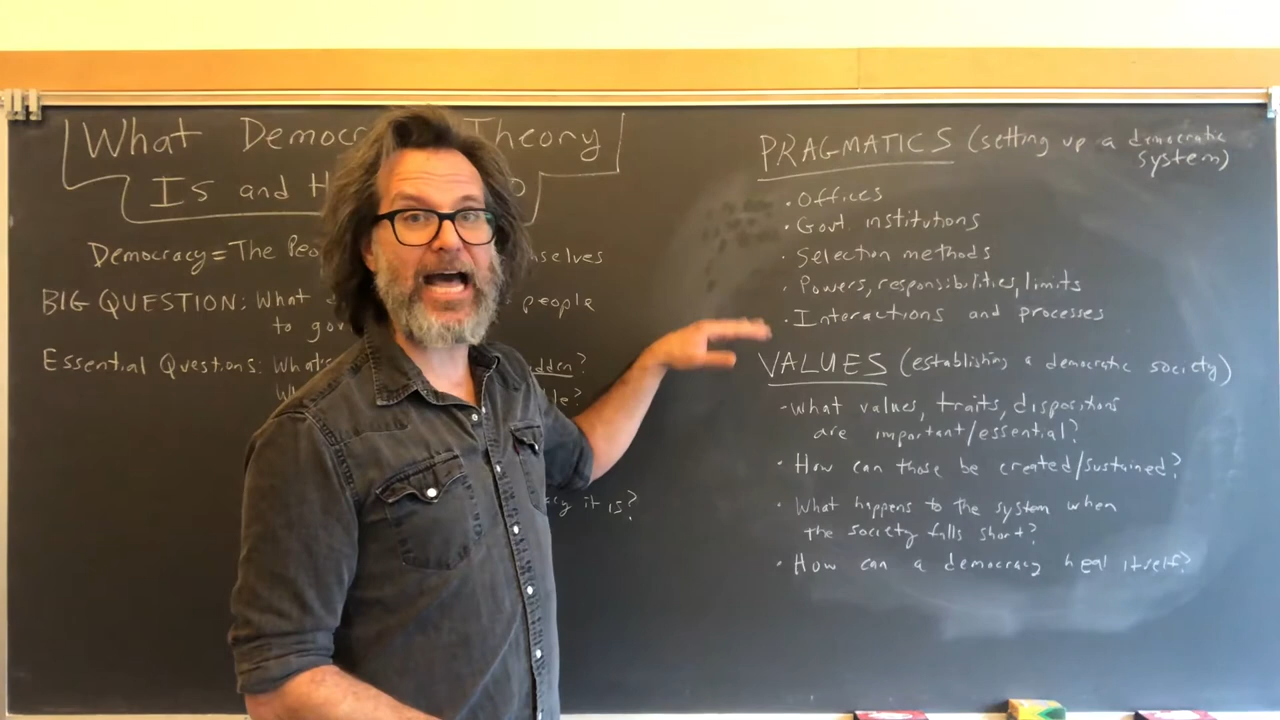 What Democ Theory
Is and H
Democracy = The Peo selves
BIG QUESTION: What people
to gov
Essential Questions: What's dden?
Wh le?
cy it is?
PRAGMATICS (setting up a democratic
system)
· Offices
· Govt. institutions
· Selection methods
· Powers, responsibilities, limits
· Interactions and processes
VALUES (establishing a democratic society)
- What values, traits, dispositions
are important/essential?
· How can those be created/sustained?
· What happens to the system when
the society falls short?
· How can a democracy heal itself?